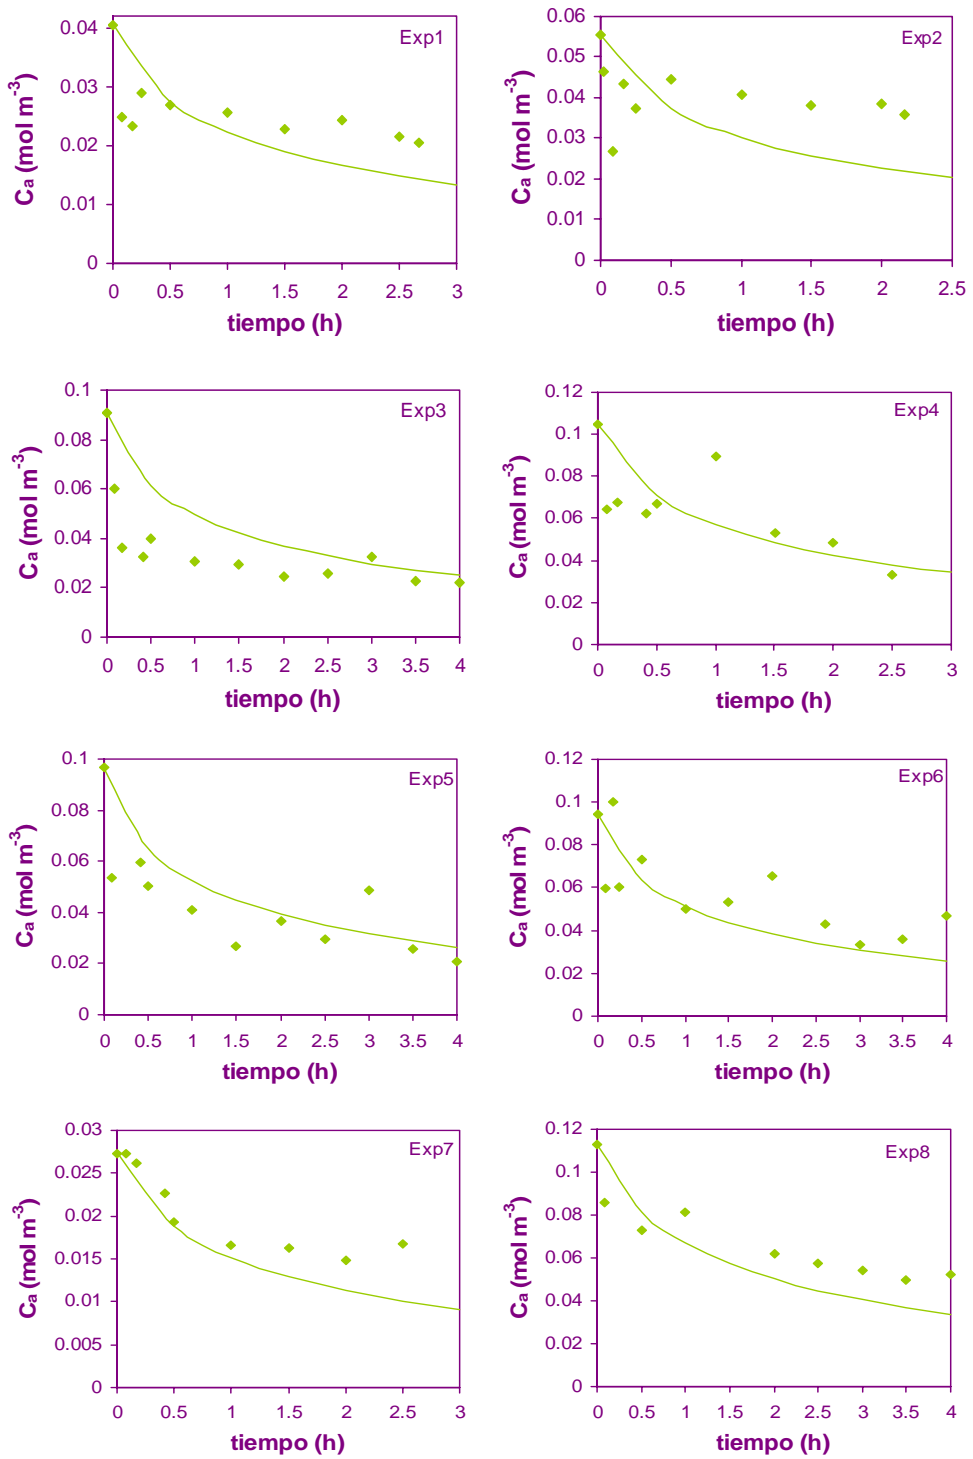 Exp1
Cₐ (mol m⁻³)
0.04
0.03
0.02
0.01
0
0 0.5 1 1.5 2 2.5 3
tiempo (h)
Exp2
Cₐ (mol m⁻³)
0.06
0.05
0.04
0.03
0.02
0.01
0
0 0.5 1 1.5 2 2.5
tiempo (h)
Exp3
Cₐ (mol m⁻³)
0.1
0.08
0.06
0.04
0.02
0
0 0.5 1 1.5 2 2.5 3 3.5 4
tiempo (h)
Exp4
Cₐ (mol m⁻³)
0.12
0.1
0.08
0.06
0.04
0.02
0
0 0.5 1 1.5 2 2.5 3
tiempo (h)
Exp5
Cₐ (mol m⁻³)
0.1
0.08
0.06
0.04
0.02
0
0 0.5 1 1.5 2 2.5 3 3.5 4
tiempo (h)
Exp6
Cₐ (mol m⁻³)
0.12
0.1
0.08
0.06
0.04
0.02
0
0 0.5 1 1.5 2 2.5 3 3.5 4
tiempo (h)
Exp7
Cₐ (mol m⁻³)
0.03
0.025
0.02
0.015
0.01
0.005
0
0 0.5 1 1.5 2 2.5 3
tiempo (h)
Exp8
Cₐ (mol m⁻³)
0.12
0.1
0.08
0.06
0.04
0.02
0
0 0.5 1 1.5 2 2.5 3 3.5 4
tiempo (h)